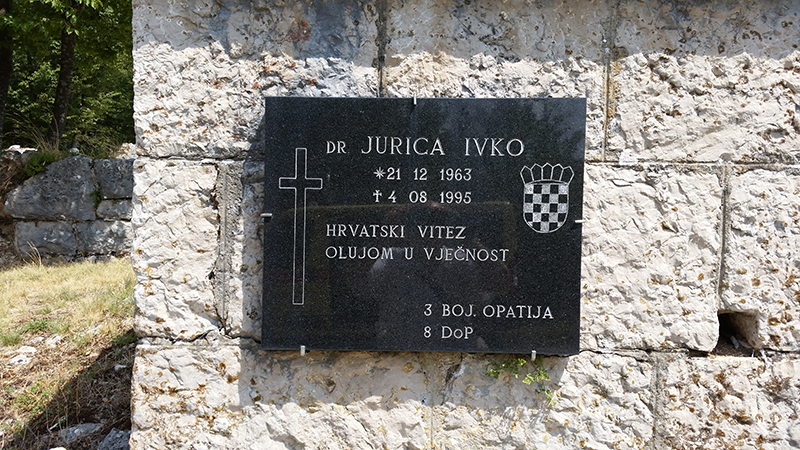 DR. JURICA IVKO
*21 12 1963
✝4 08 1995
HRVATSKI VITEZ
OLUJOM U VJEČNOST
3 BOJ. OPATIJA
8 DoP